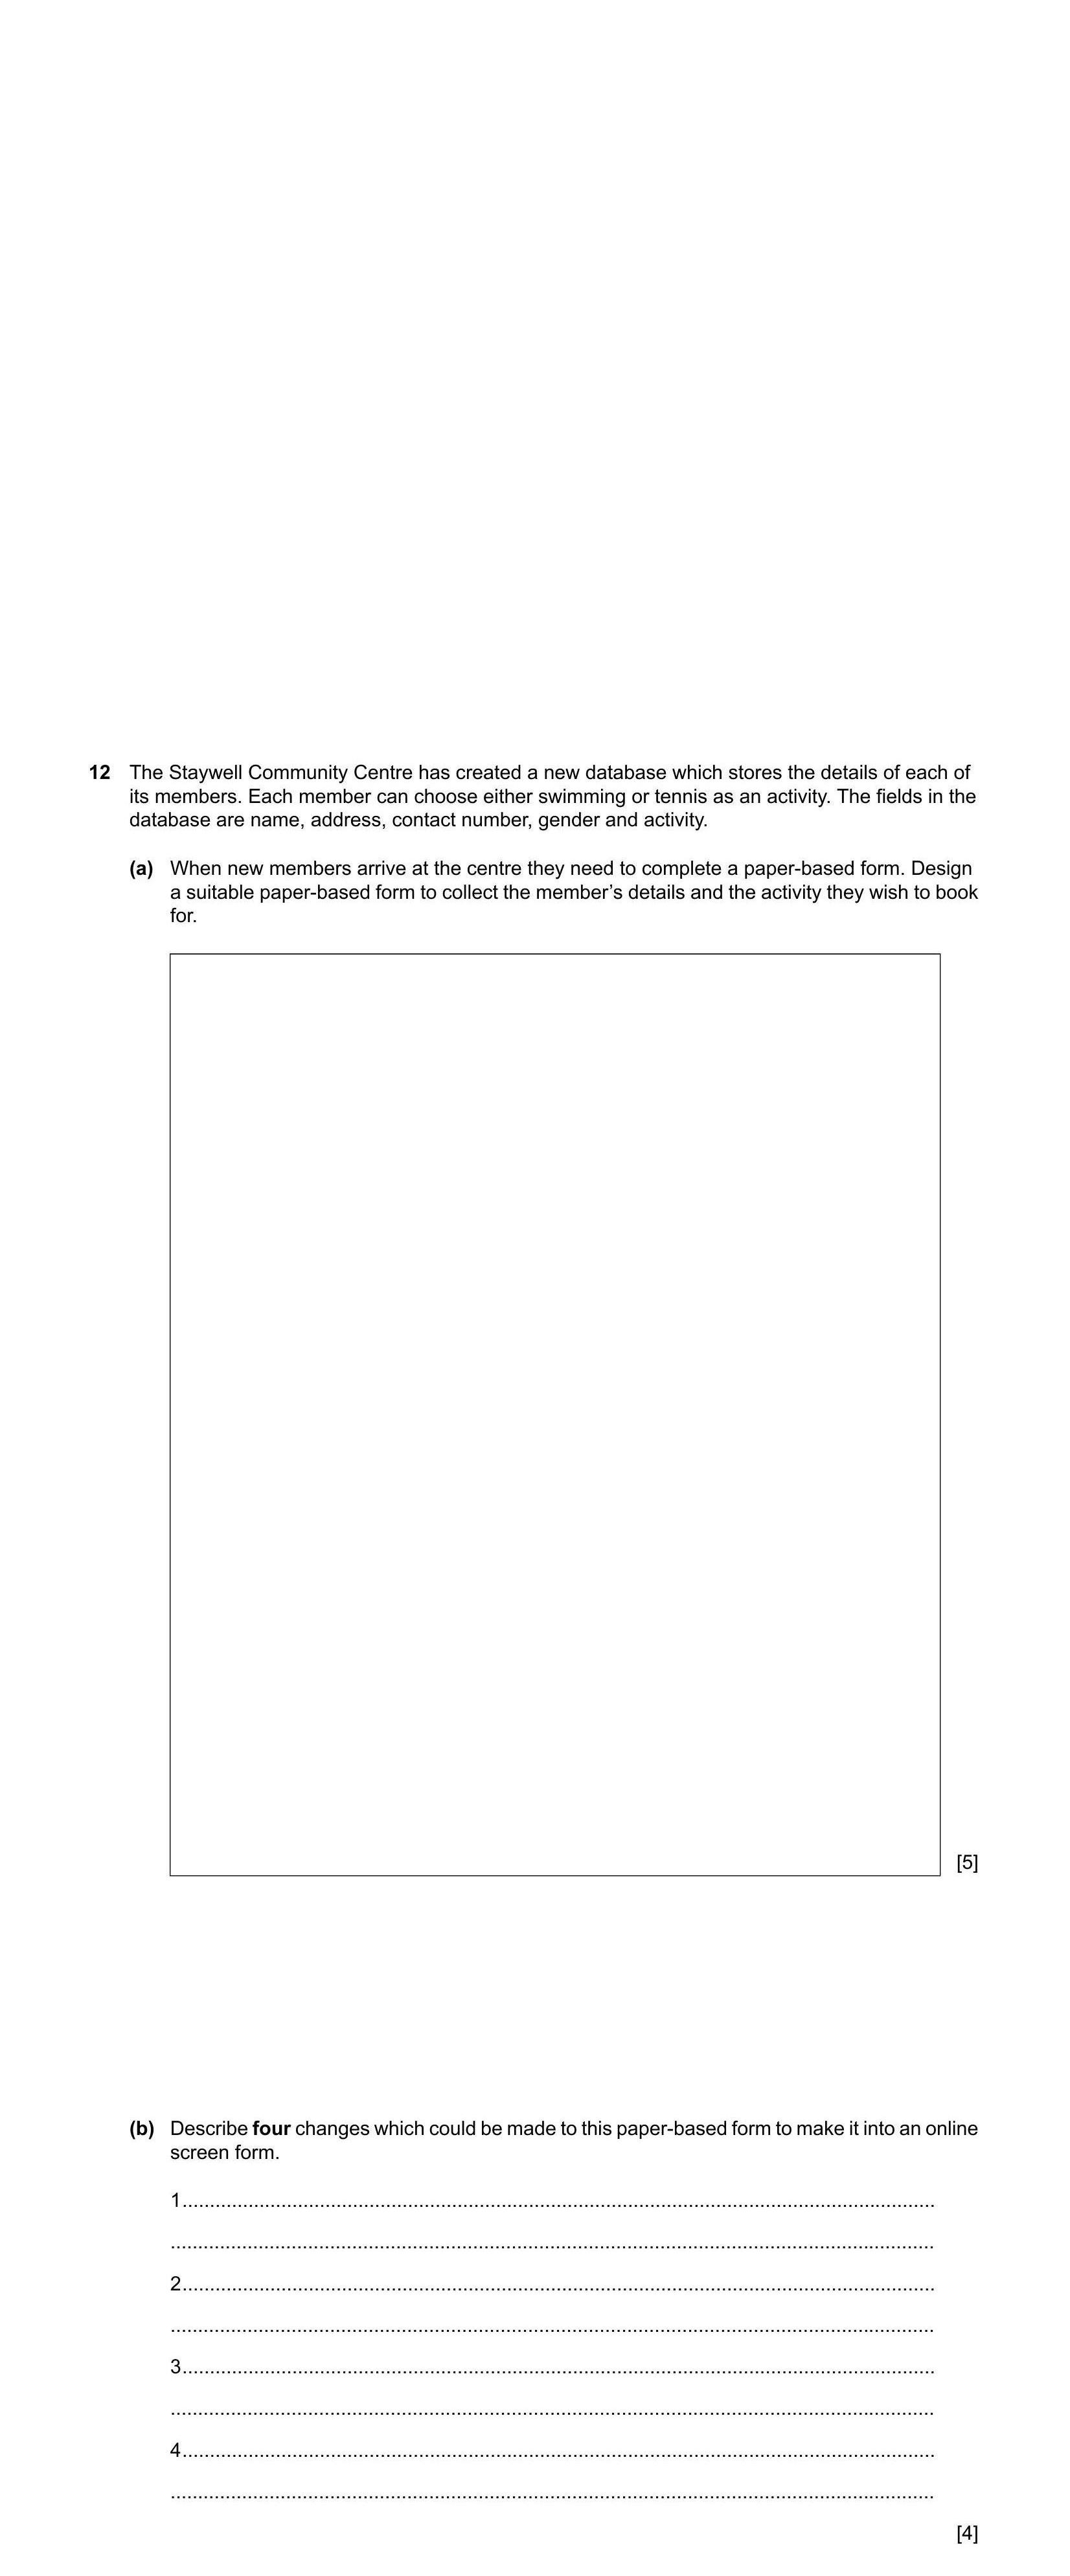 12 The Staywell Community Centre has created a new database which stores the details of each of
its members. Each member can choose either swimming or tennis as an activity. The fields in the
database are name, address, contact number, gender and activity.
(a) When new members arrive at the centre they need to complete a paper-based form. Design
a suitable paper-based form to collect the member's details and the activity they wish to book
for.
[5]
(b) Describe four changes which could be made to this paper-based form to make it into an online
screen form.
1..........................................................................................................................................
............................................................................................................................................
2..........................................................................................................................................
............................................................................................................................................
3..........................................................................................................................................
............................................................................................................................................
4..........................................................................................................................................
............................................................................................................................................
[4]